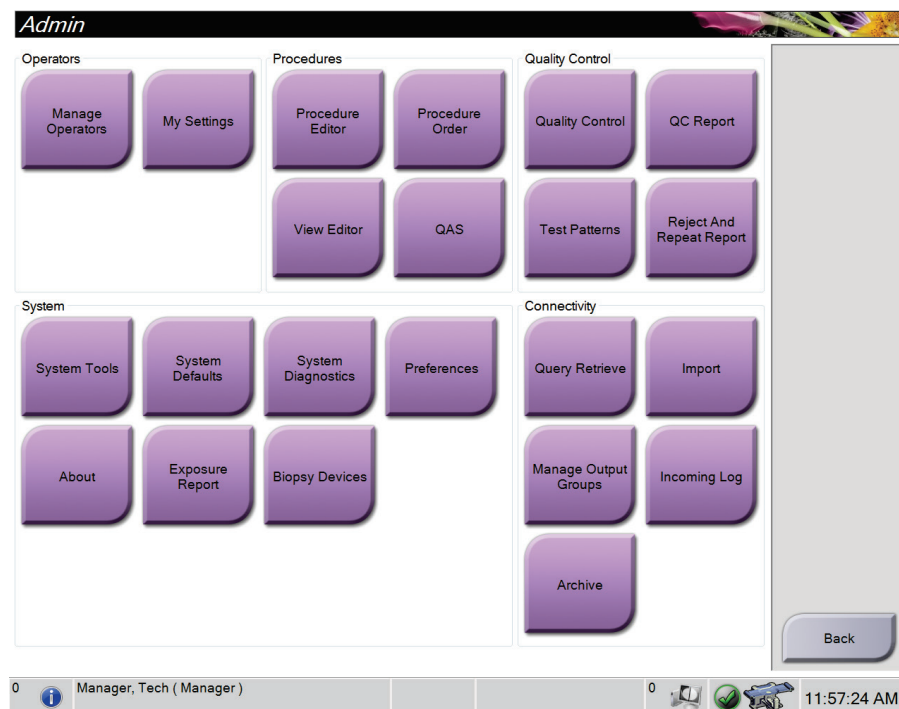 Admin
Operators
Manage
Operators
My Settings
Procedures
Procedure
Editor
Procedure
Order
View Editor
QAS
Quality Control
Quality Control
QC Report
Test Patterns
Reject And
Repeat Report
System
System Tools
System
Defaults
System
Diagnostics
Preferences
About
Exposure
Report
Biopsy Devices
Connectivity
Query Retrieve
Import
Manage Output
Groups
Incoming Log
Archive
Back
0
Manager, Tech ( Manager )
0
11:57:24 AM